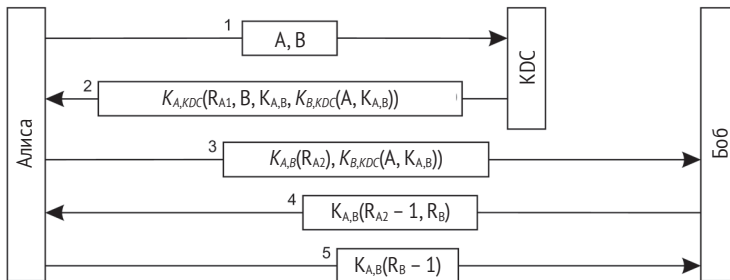 1
A, B
KDC
2
K_{A,KDC}(R_{A1}, B, K_{A,B}, K_{B,KDC}(A, K_{A,B}))
Алиса
3
K_{A,B}(R_{A2}), K_{B,KDC}(A, K_{A,B}))
Боб
4
K_{A,B}(R_{A2} – 1, R_B)
5
K_{A,B}(R_B – 1)